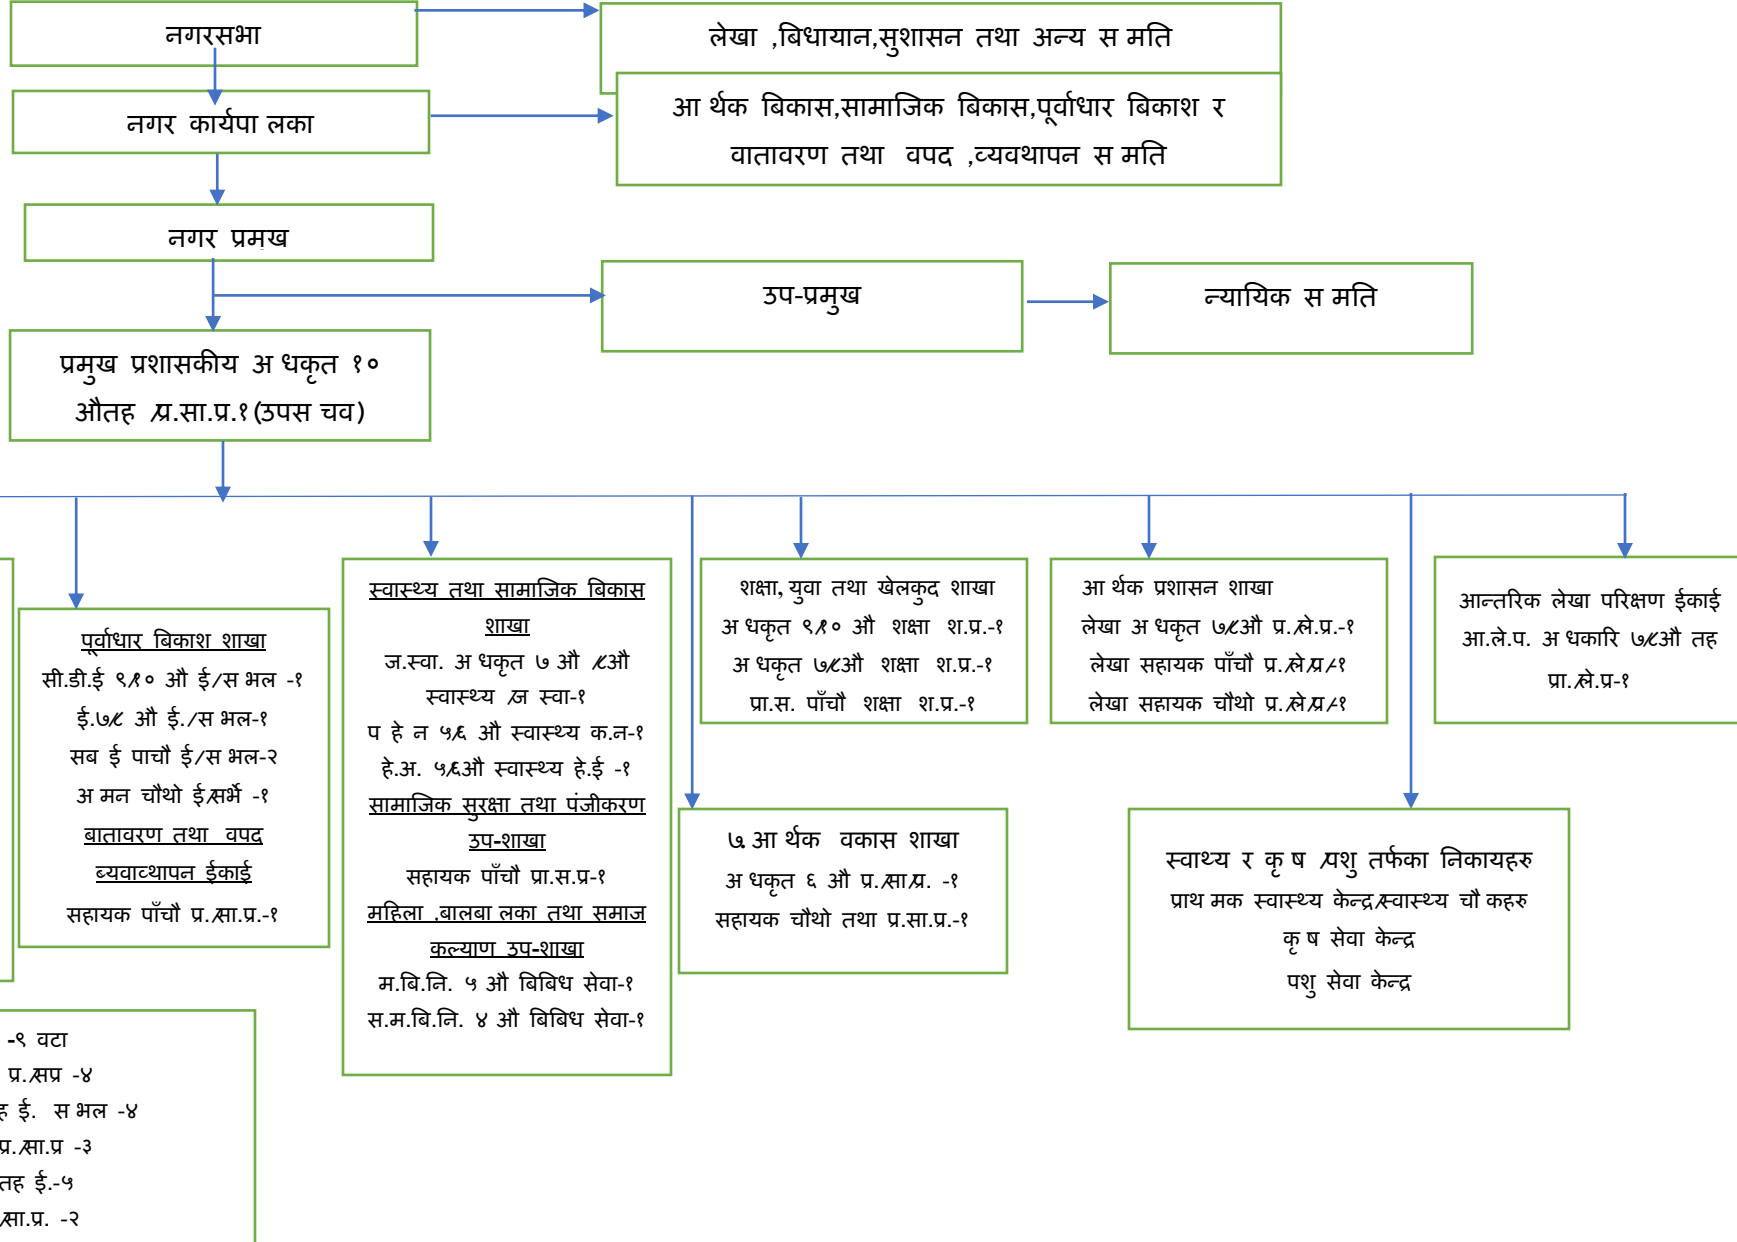 नगरसभा
लेखा ,बिधायान,सुशासन तथा अन्य स मति
नगर कार्यपा लका
आ र्थक बिकास,सामाजिक बिकास,पूर्वाधार बिकाश र
वातावरण तथा वपद ,व्यवथापन स मति
नगर प्रमुख
उप-प्रमुख
न्यायिक स मति
प्रमुख प्रशासकीय अ धकृत १०
औतह /प्र.सा.प्र.१(उपस चव)
पूर्वाधार बिकाश शाखा
सी.डी.ई ९/१० औ ई/स भल -१
ई.७/८ औ ई./स भल-१
सब ई पाचौ ई/स भल-२
अ मन चौथो ई/सर्भे -१
बातावरण तथा वपद
ब्यवाव्थापन ईकाई
सहायक पाँचौ प्र./सा.प्र.-१
स्वास्थ्य तथा सामाजिक बिकास
शाखा
ज.स्वा. अ धकृत ७ औ /८औ
स्वास्थ्य /ज स्वा-१
प हे न ५/६ औ स्वास्थ्य क.न-१
हे.अ. ५/६औ स्वास्थ्य हे.ई -१
सामाजिक सुरक्षा तथा पंजीकरण
उप-शाखा
सहायक पाँचौ प्रा.स.प्र-१
महिला ,बालबा लका तथा समाज
कल्याण उप-शाखा
म.बि.नि. ५ औ बिबिध सेवा-१
स.म.बि.नि. ४ औ बिबिध सेवा-१
शक्षा, युवा तथा खेलकुद शाखा
अ धकृत ९/१० औ शक्षा श.प्र.-१
अ धकृत ७/८औ शक्षा श.प्र.-१
प्रा.स. पाँचौ शक्षा श.प्र.-१
७. आ र्थक वकास शाखा
अ धकृत ६ औ प्र./सा/प्र. -१
सहायक चौथो तथा प्र.सा.प्र.-१
आ र्थक प्रशासन शाखा
लेखा अ धकृत ७/८औ प्र./ले.प्र.-१
लेखा सहायक पाँचौ प्र./ले/प्र/-१
लेखा सहायक चौथो प्र./ले/प्र/-१
स्वाथ्य र कृ ष /पशु तर्फका निकायहरु
प्राथ मक स्वास्थ्य केन्द्र/स्वास्थ्य चौ कहरु
कृ ष सेवा केन्द्र
पशु सेवा केन्द्र
आन्तरिक लेखा परिक्षण ईकाई
आ.ले.प. अ धकारि ७/८औ तह
प्रा./ले.प्र-१
-९ वटा
प्र./सप्र -४
ह ई. स भल -४
प्र./सा.प्र -३
तह ई.-५
/सा.प्र. -२